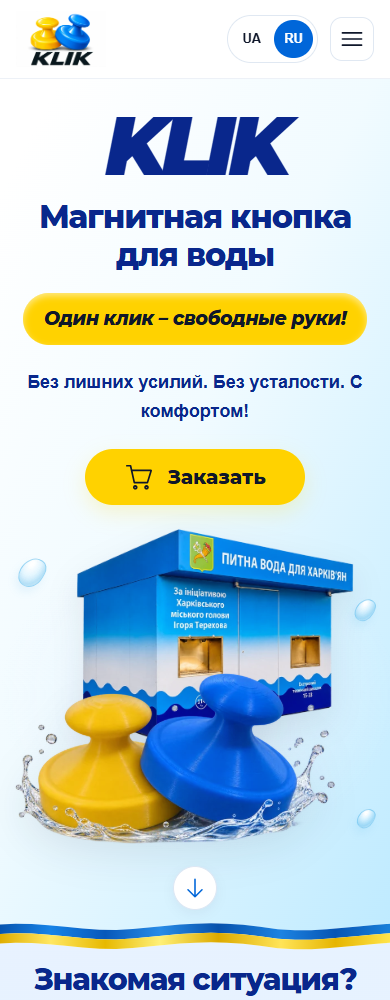 KLIK
UA
RU
KLIK
Магнитная кнопка
для воды
Один клик – свободные руки!
Без лишних усилий. Без усталости. С
комфортом!
Заказать
ПИТНА ВОДА ДЛЯ ХАРКІВ'ЯН
За ініціативою
Харківського
міського голови
Ігоря Терехова
Знакомая ситуация?